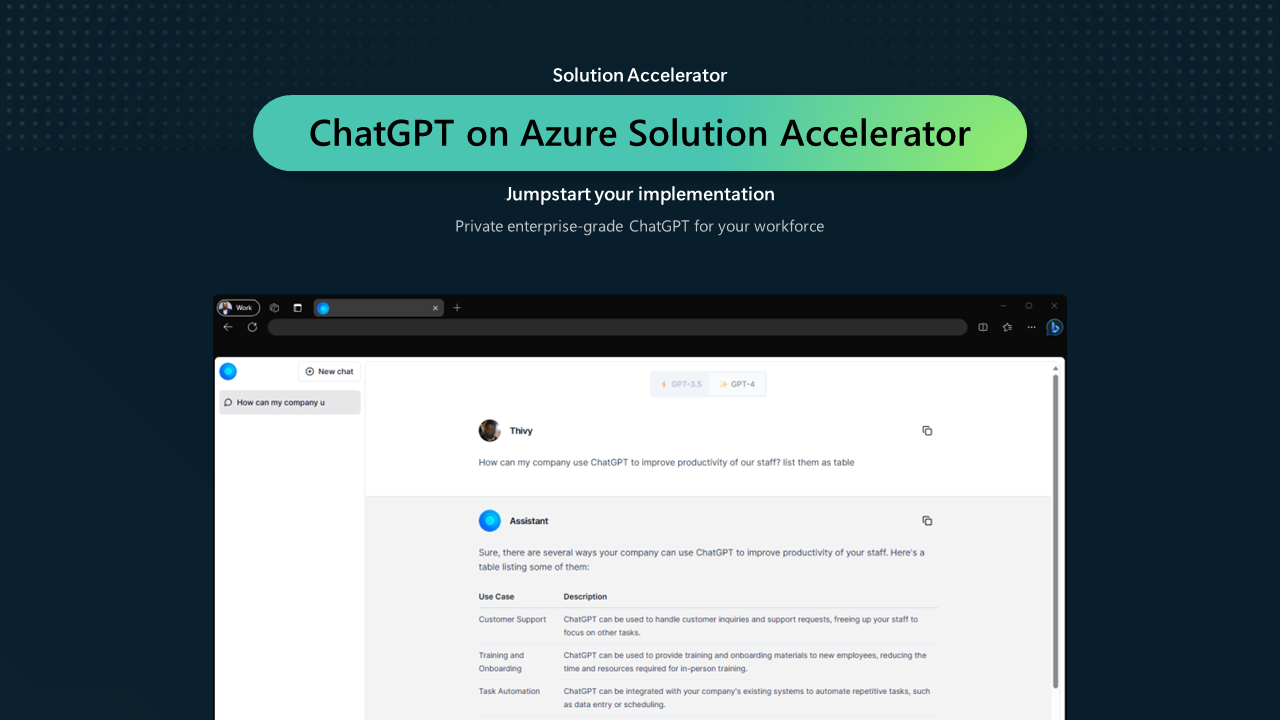 Solution Accelerator
ChatGPT on Azure Solution Accelerator
Jumpstart your implementation
Private enterprise-grade ChatGPT for your workforce
Work
New chat
How can my company u
GPT-3.5
GPT-4
Thivy
How can my company use ChatGPT to improve productivity of our staff? list them as table
Assistant
Sure, there are several ways your company can use ChatGPT to improve productivity of your staff. Here's a
table listing some of them:
Use Case Description
Customer Support ChatGPT can be used to handle customer inquiries and support requests, freeing up your staff to
focus on other tasks.
Training and ChatGPT can be used to provide training and onboarding materials to new employees, reducing the
Onboarding time and resources required for in-person training.
Task Automation ChatGPT can be integrated with your company's existing systems to automate repetitive tasks, such
as data entry or scheduling.